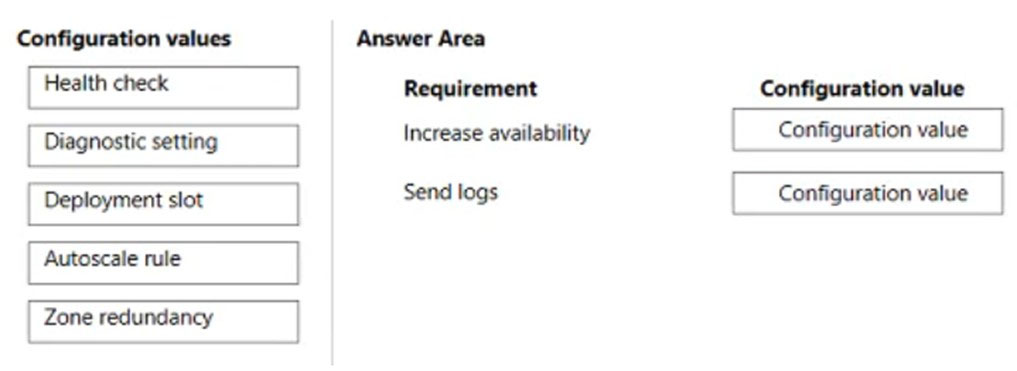 Configuration values
Health check
Diagnostic setting
Deployment slot
Autoscale rule
Zone redundancy
Answer Area
Requirement Configuration value
Increase availability Configuration value
Send logs Configuration value